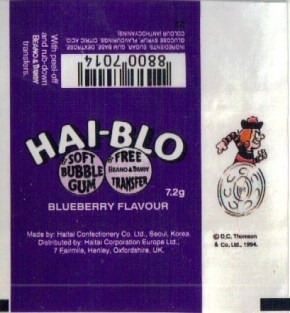 21
INGREDIENTS: SUGAR, GUM BASE, DEXTROSE,
GLUCOSE SYRUP, FLAVOURINGS, CITRIC ACID,
COLOUR (ANTHOCYANIN).
8800 7014
With peel-off
and rub-down
BEANO & DANDY
transfers.
HAI-BLO
SOFT
BUBBLE
GUM
FREE
BEANO & DANDY
TRANSFER
7.2g
BLUEBERRY FLAVOUR
Made by: Haitai Confectionery Co. Ltd., Seoul, Korea.
Distributed by: Haitai Corporation Europe Ltd.,
7 Fairmile, Henley, Oxfordshire, UK.
© D.C. Thomson
& Co. Ltd., 1994.